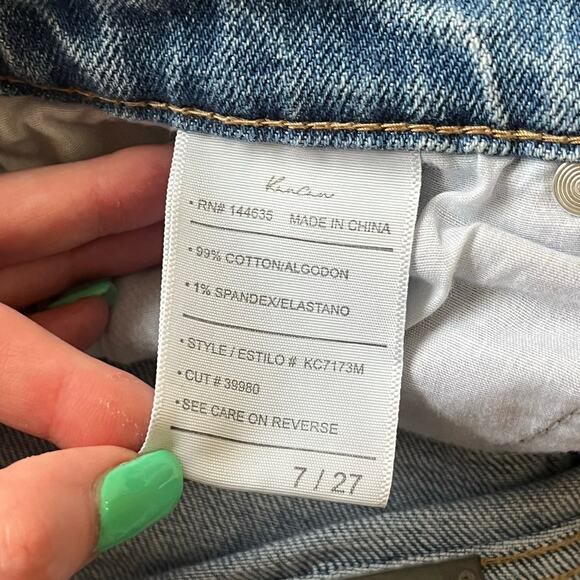 KanCan
• RN# 144635 MADE IN CHINA
• 99% COTTON/ALGODON
• 1% SPANDEX/ELASTANO
• STYLE / ESTILO # KC7173M
• CUT # 39980
• SEE CARE ON REVERSE
7 / 27